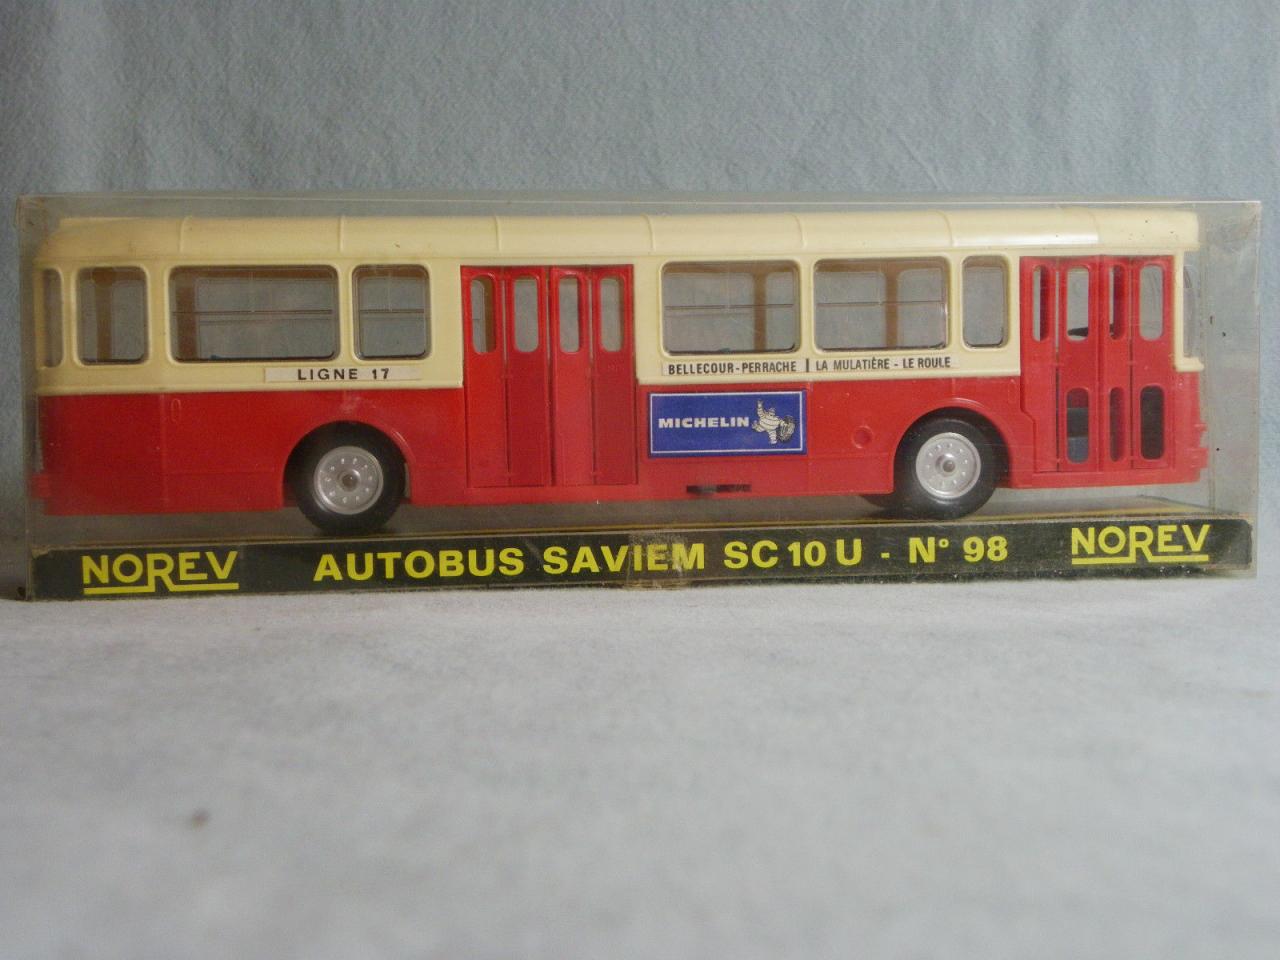 LIGNE 17
BELLECOUR-PERRACHE | LA MULATIÈRE - LE ROULE
MICHELIN
NOREV AUTOBUS SAVIEM SC 10 U - N° 98 NOREV